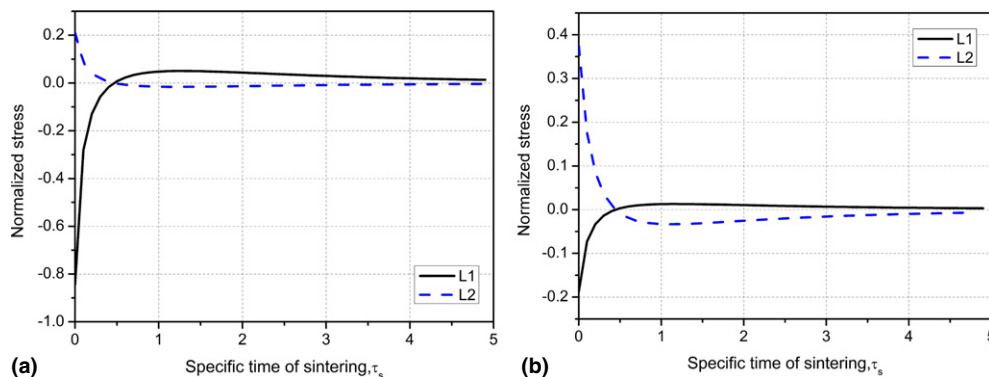 0.2
0.0
-0.2
-0.4
-0.6
-0.8
-1.0
Normalized stress
L1
L2
0 1 2 3 4 5
Specific time of sintering,τs
(a)
0.4
0.3
0.2
0.1
0.0
-0.1
-0.2
Normalized stress
L1
L2
0 1 2 3 4 5
Specific time of sintering,τs
(b)